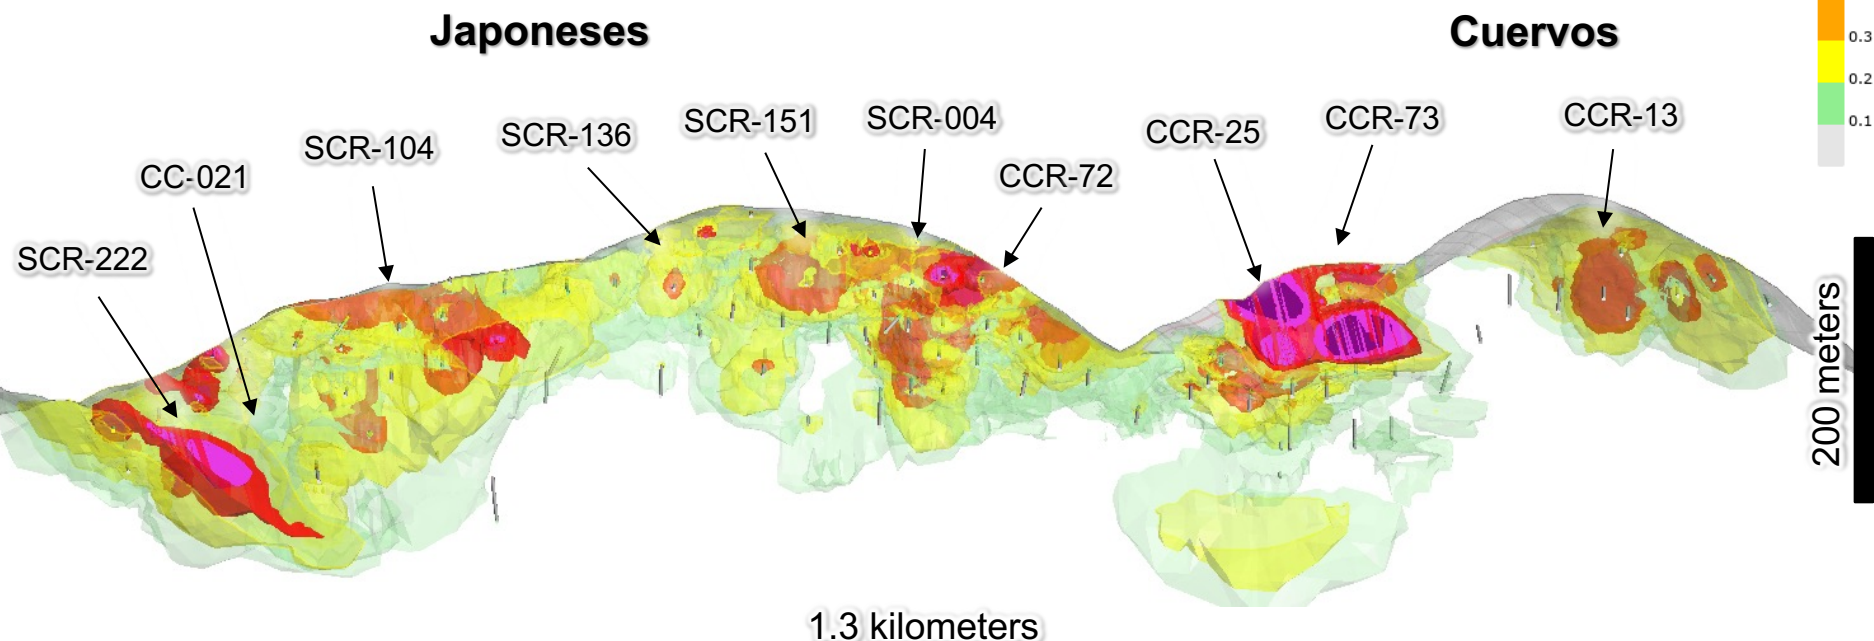 Japoneses
Cuervos
0.3
0.2
0.1
SCR-222
CC-021
SCR-104
SCR-136
SCR-151
SCR-004
CCR-72
CCR-25
CCR-73
CCR-13
200 meters
1.3 kilometers